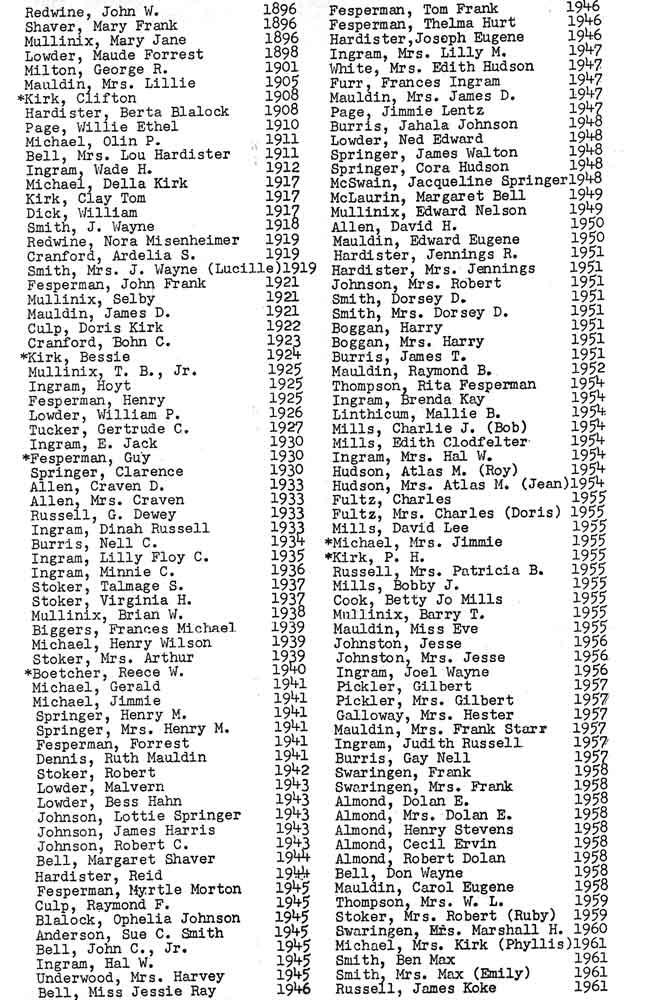 Redwine, John W. 1896
Shaver, Mary Frank 1896
Mullinix, Mary Jane 1896
Lowder, Maude Forrest 1898
Milton, George R. 1901
Mauldin, Mrs. Lillie 1905
*Kirk, Clifton 1908
Hardister, Berta Blalock 1908
Page, Willie Ethel 1910
Michael, Olin P. 1911
Bell, Mrs. Lou Hardister 1911
Ingram, Wade H. 1912
Michael, Della Kirk 1917
Kirk, Clay Tom 1917
Dick, William 1917
Smith, J. Wayne 1918
Redwine, Nora Misenheimer 1919
Cranford, Ardelia S. 1919
Smith, Mrs. J. Wayne (Lucille)1919
Fesperman, John Frank 1921
Mullinix, Selby 1921
Mauldin, James D. 1921
Culp, Doris Kirk 1922
Cranford, Bohn C. 1923
*Kirk, Bessie 1924
Mullinix, T. B., Jr. 1925
Ingram, Hoyt 1925
Fesperman, Henry 1925
Lowder, William P. 1926
Tucker, Gertrude C. 1927
Ingram, E. Jack 1930
*Fesperman, Guy 1930
Springer, Clarence 1930
Allen, Craven D. 1933
Allen, Mrs. Craven 1933
Russell, G. Dewey 1933
Ingram, Dinah Russell 1933
Burris, Nell C. 1934
Ingram, Lilly Floy C. 1935
Ingram, Minnie C. 1936
Stoker, Talmage S. 1937
Stoker, Virginia H. 1937
Mullinix, Brian W. 1938
Biggers, Frances Michael 1939
Michael, Henry Wilson 1939
Stoker, Mrs. Arthur 1939
*Boetcher, Reece W. 1940
Michael, Gerald 1941
Michael, Jimmie 1941
Springer, Henry M. 1941
Springer, Mrs. Henry M. 1941
Fesperman, Forrest 1941
Dennis, Ruth Mauldin 1941
Stoker, Robert 1942
Lowder, Malvern 1943
Lowder, Bess Hahn 1943
Johnson, Lottie Springer 1943
Johnson, James Harris 1943
Johnson, Robert C. 1943
Bell, Margaret Shaver 1944
Hardister, Reid 1944
Fesperman, Myrtle Morton 1945
Culp, Raymond F. 1945
Blalock, Ophelia Johnson 1945
Anderson, Sue C. Smith 1945
Bell, John C., Jr. 1945
Ingram, Hal W. 1945
Underwood, Mrs. Harvey 1945
Bell, Miss Jessie Ray 1946
Fesperman, Tom Frank 1946
Fesperman, Thelma Hurt 1946
Hardister,Joseph Eugene 1946
Ingram, Mrs. Lilly M. 1947
White, Mrs. Edith Hudson 1947
Furr, Frances Ingram 1947
Mauldin, Mrs. James D. 1947
Page, Jimmie Lentz 1947
Burris, Jahala Johnson 1948
Lowder, Ned Edward 1948
Springer, James Walton 1948
Springer, Cora Hudson 1948
McSwain, Jacqueline Springer1948
McLaurin, Margaret Bell 1949
Mullinix, Edward Nelson 1949
Allen, David H. 1950
Mauldin, Edward Eugene 1950
Hardister, Jennings R. 1951
Hardister, Mrs. Jennings 1951
Johnson, Mrs. Robert 1951
Smith, Dorsey D. 1951
Smith, Mrs. Dorsey D. 1951
Boggan, Harry 1951
Boggan, Mrs. Harry 1951
Burris, James T. 1951
Mauldin, Raymond B. 1952
Thompson, Rita Fesperman 1954
Ingram, Brenda Kay 1954
Linthicum, Mallie B. 1954
Mills, Charlie J. (Bob) 1954
Mills, Edith Clodfelter 1954
Ingram, Mrs. Hal W. 1954
Hudson, Atlas M. (Roy) 1954
Hudson, Mrs. Atlas M. (Jean)1954
Fultz, Charles 1955
Fultz, Mrs. Charles (Doris) 1955
Mills, David Lee 1955
*Michael, Mrs. Jimmie 1955
*Kirk, P. H. 1955
Russell, Mrs. Patricia B. 1955
Mills, Bobby J. 1955
Cook, Betty Jo Mills 1955
Mullinix, Barry T. 1955
Mauldin, Miss Eve 1955
Johnston, Jesse 1956
Johnston, Mrs. Jesse 1956
Ingram, Joel Wayne 1956
Pickler, Gilbert 1957
Pickler, Mrs. Gilbert 1957
Galloway, Mrs. Hester 1957
Mauldin, Mrs. Frank Starr 1957
Ingram, Judith Russell 1957
Burris, Gay Nell 1957
Swaringen, Frank 1958
Swaringen, Mrs. Frank 1958
Almond, Dolan E. 1958
Almond, Mrs. Dolan E. 1958
Almond, Henry Stevens 1958
Almond, Cecil Ervin 1958
Almond, Robert Dolan 1958
Bell, Don Wayne 1958
Mauldin, Carol Eugene 1958
Thompson, Mrs. W. L. 1959
Stoker, Mrs. Robert (Ruby) 1959
Swaringen, Mrs. Marshall H. 1960
Michael, Mrs. Kirk (Phyllis)1961
Smith, Ben Max 1961
Smith, Mrs. Max (Emily) 1961
Russell, James Koke 1961